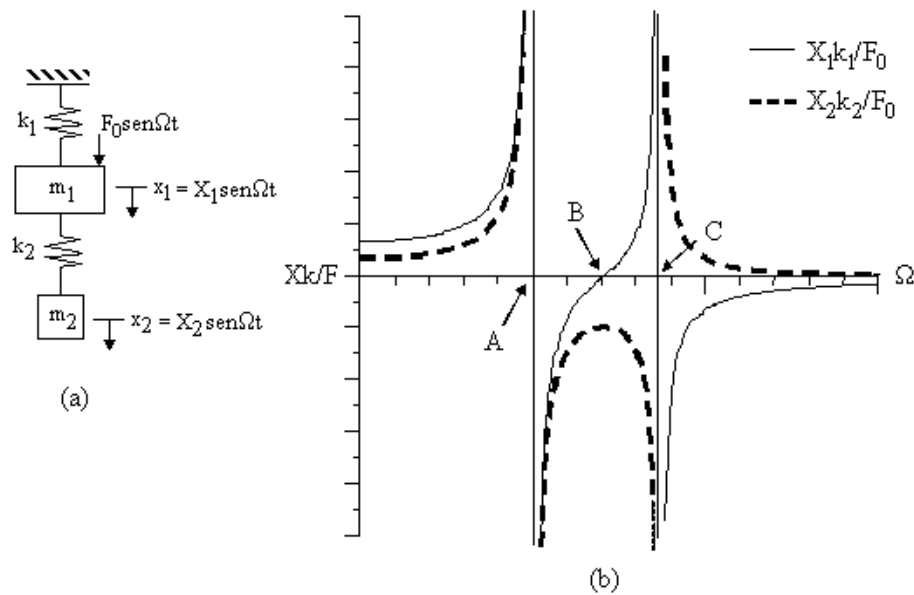 k₁
F₀senΩt
m₁
x₁ = X₁senΩt
k₂
m₂
x₂ = X₂senΩt
(a)
X₁k₁/F₀
X₂k₂/F₀
B
C
Xk/F
Ω
A
(b)